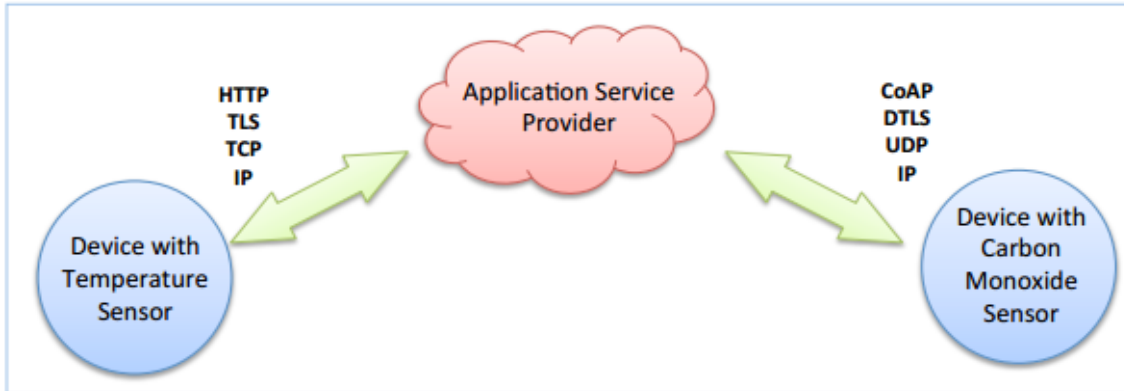 HTTP
TLS
TCP
IP
Application Service
Provider
CoAP
DTLS
UDP
IP
Device with
Temperature
Sensor
Device with
Carbon
Monoxide
Sensor